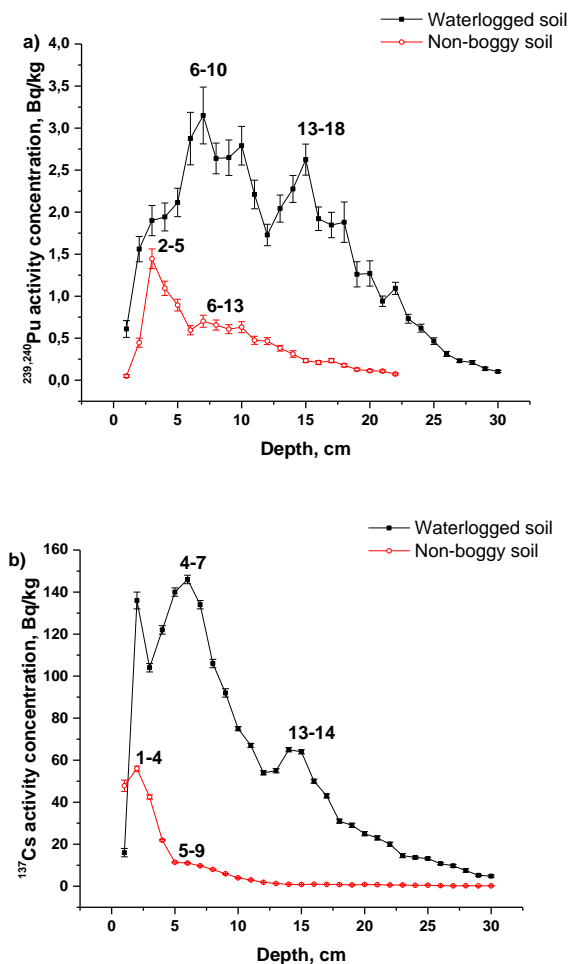 Waterlogged soil
Non-boggy soil
a)
4,0
3,5
3,0
2,5
2,0
1,5
1,0
0,5
0,0
6-10
13-18
2-5
6-13
239,240Pu activity concentration, Bq/kg
0 5 10 15 20 25 30
Depth, cm
Waterlogged soil
Non-boggy soil
b)
160
140
120
100
80
60
40
20
0
4-7
13-14
1-4
5-9
137Cs activity concentration, Bq/kg
0 5 10 15 20 25 30
Depth, cm